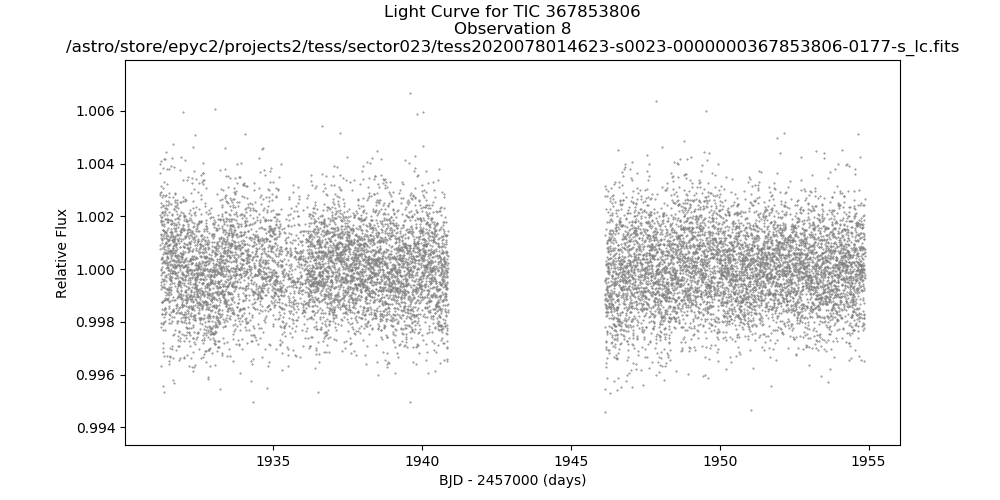 Light Curve for TIC 367853806
Observation 8
/astro/store/epyc2/projects2/tess/sector023/tess2020078014623-s0023-0000000367853806-0177-s_lc.fits
1.006
1.004
1.002
1.000
0.998
0.996
0.994
Relative Flux
1935
1940
1945
1950
1955
BJD - 2457000 (days)